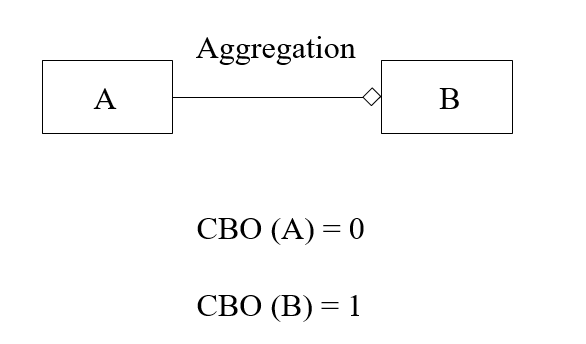 Aggregation
A
B
CBO (A) = 0
CBO (B) = 1